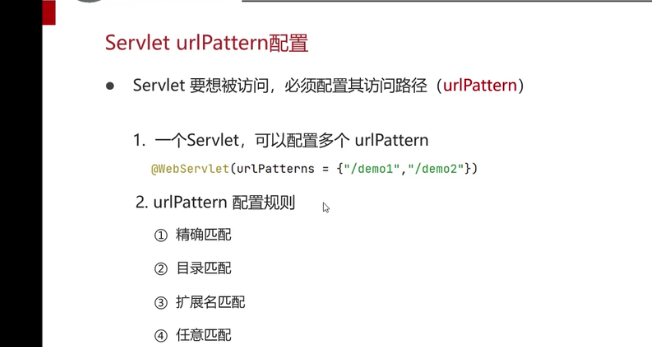 Servlet urlPattern配置
● Servlet 要想被访问，必须配置其访问路径（urlPattern）
1. 一个Servlet，可以配置多个 urlPattern
@WebServlet(urlPatterns = {"/demo1","/demo2"})
2. urlPattern 配置规则
① 精确匹配
② 目录匹配
③ 扩展名匹配
④ 任意匹配